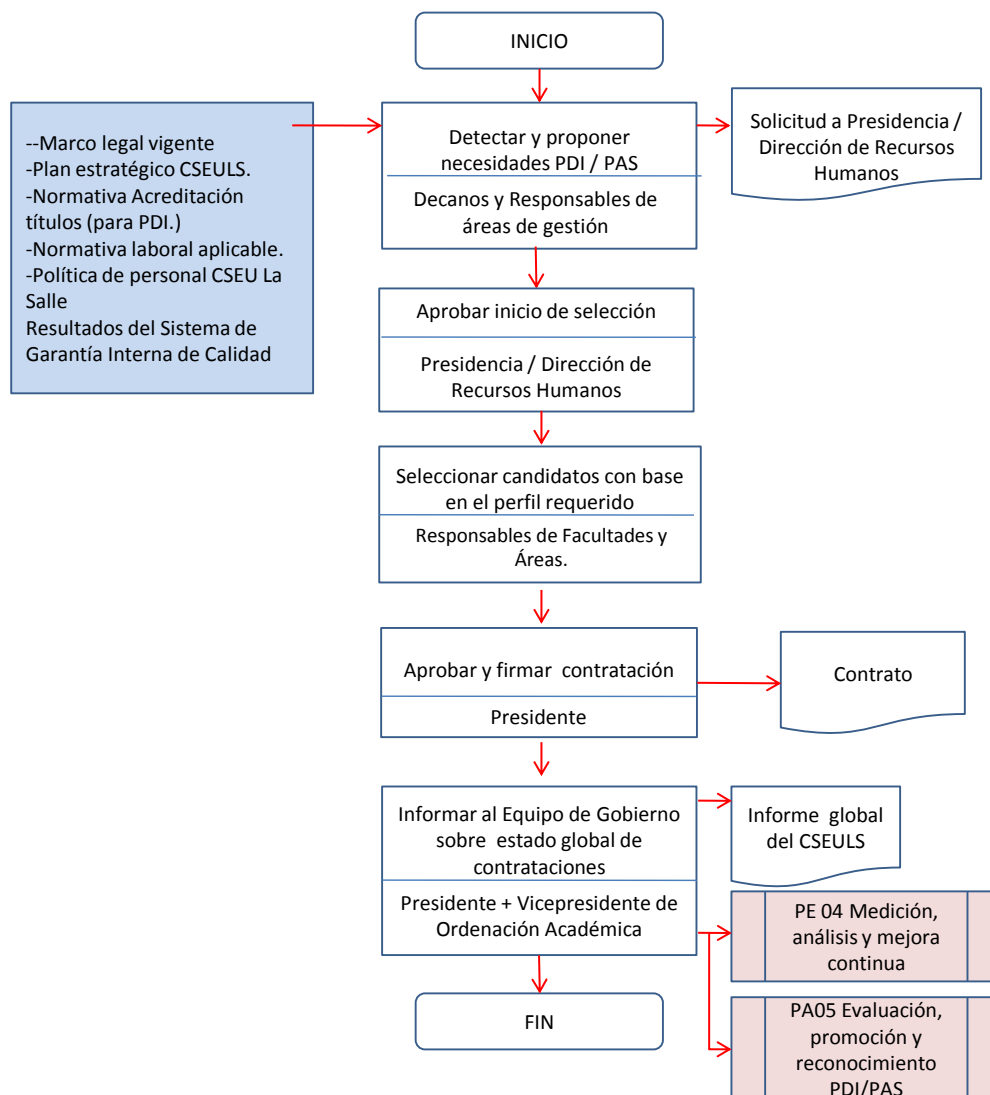 INICIO
--Marco legal vigente
-Plan estratégico CSEULS.
-Normativa Acreditación
títulos (para PDI.)
-Normativa laboral aplicable.
-Política de personal CSEU La
Salle
Resultados del Sistema de
Garantía Interna de Calidad
Detectar y proponer
necesidades PDI / PAS
Decanos y Responsables de
áreas de gestión
Solicitud a Presidencia /
Dirección de Recursos
Humanos
Aprobar inicio de selección
Presidencia / Dirección de
Recursos Humanos
Seleccionar candidatos con base
en el perfil requerido
Responsables de Facultades y
Áreas.
Aprobar y firmar  contratación
Presidente
Contrato
Informar al Equipo de Gobierno
sobre  estado global de
contrataciones
Presidente + Vicepresidente de
Ordenación Académica
Informe  global
del CSEULS
PE 04 Medición,
análisis y mejora
continua
FIN
PA05 Evaluación,
promoción y
reconocimiento
PDI/PAS